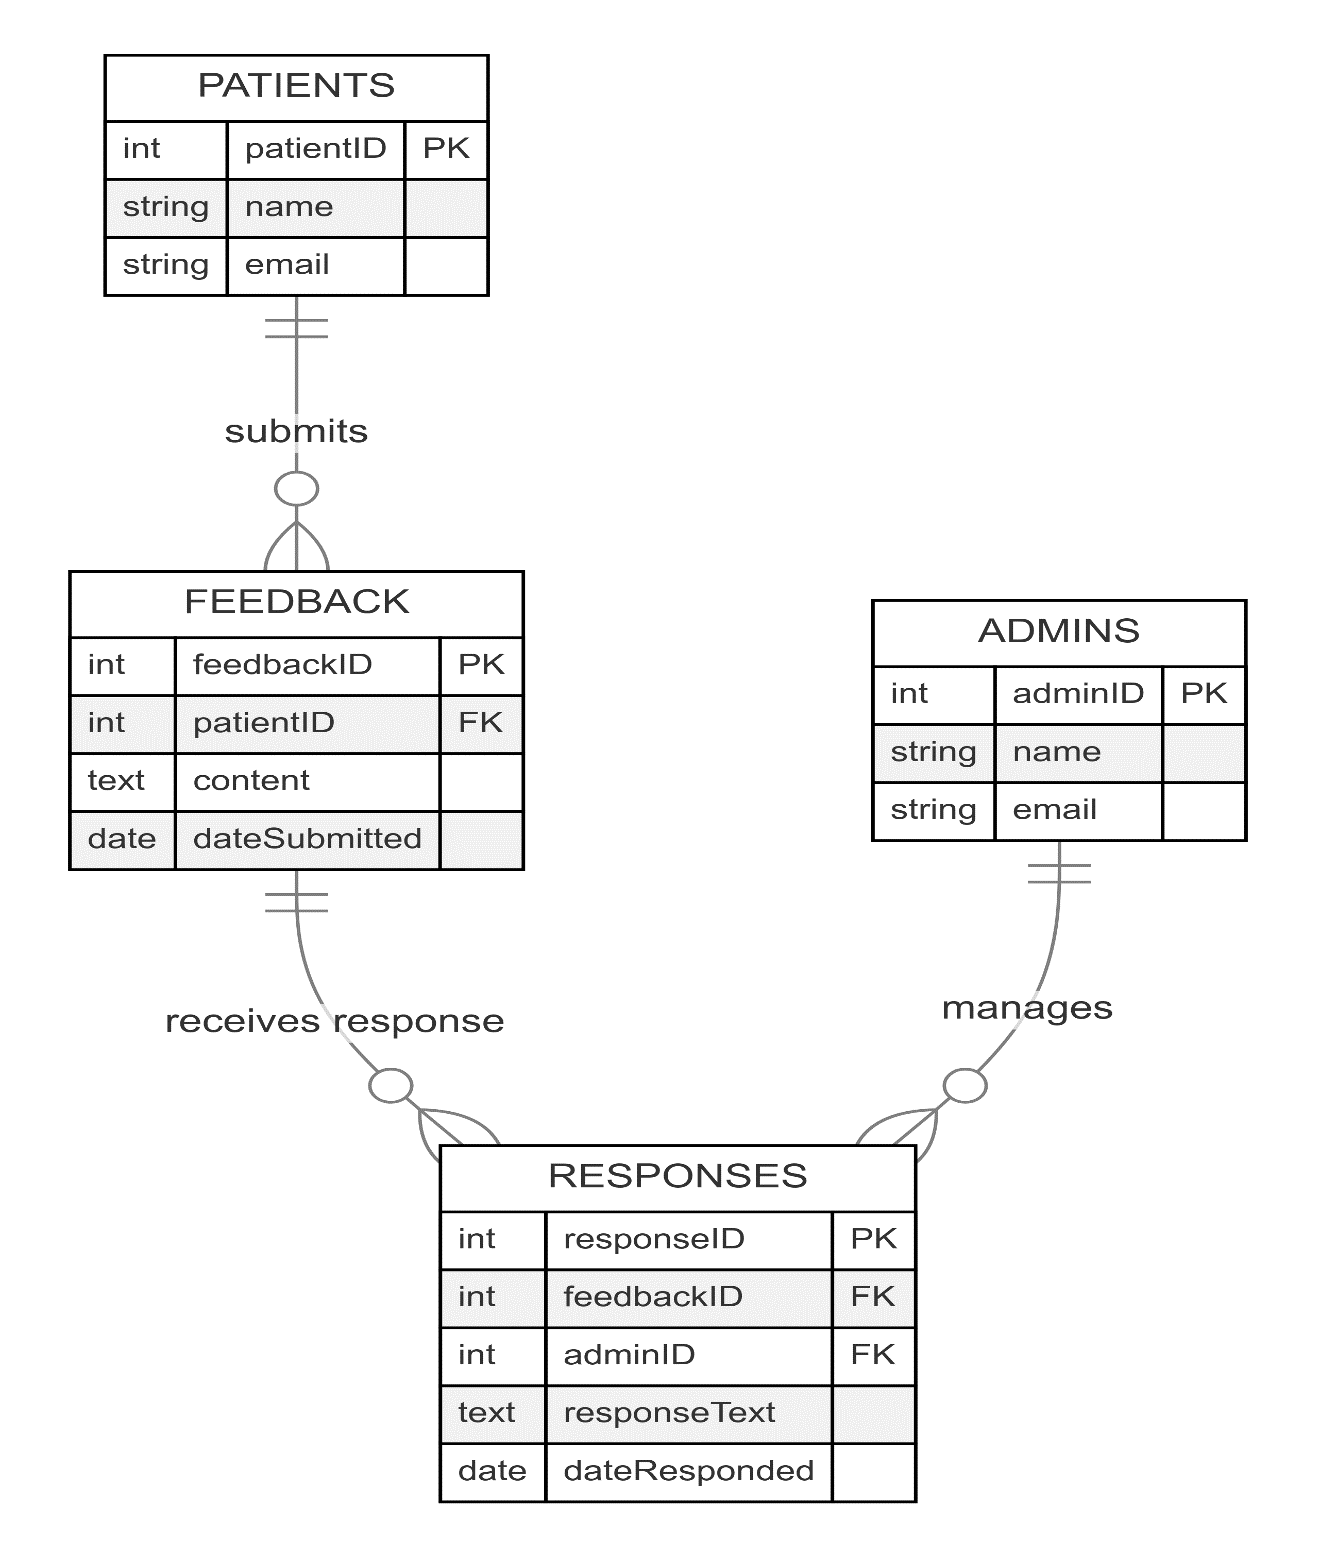 PATIENTS
int patientID PK
string name
string email
submits
FEEDBACK
int feedbackID PK
int patientID FK
text content
date dateSubmitted
ADMINS
int adminID PK
string name
string email
receives response
manages
RESPONSES
int responseID PK
int feedbackID FK
int adminID FK
text responseText
date dateResponded